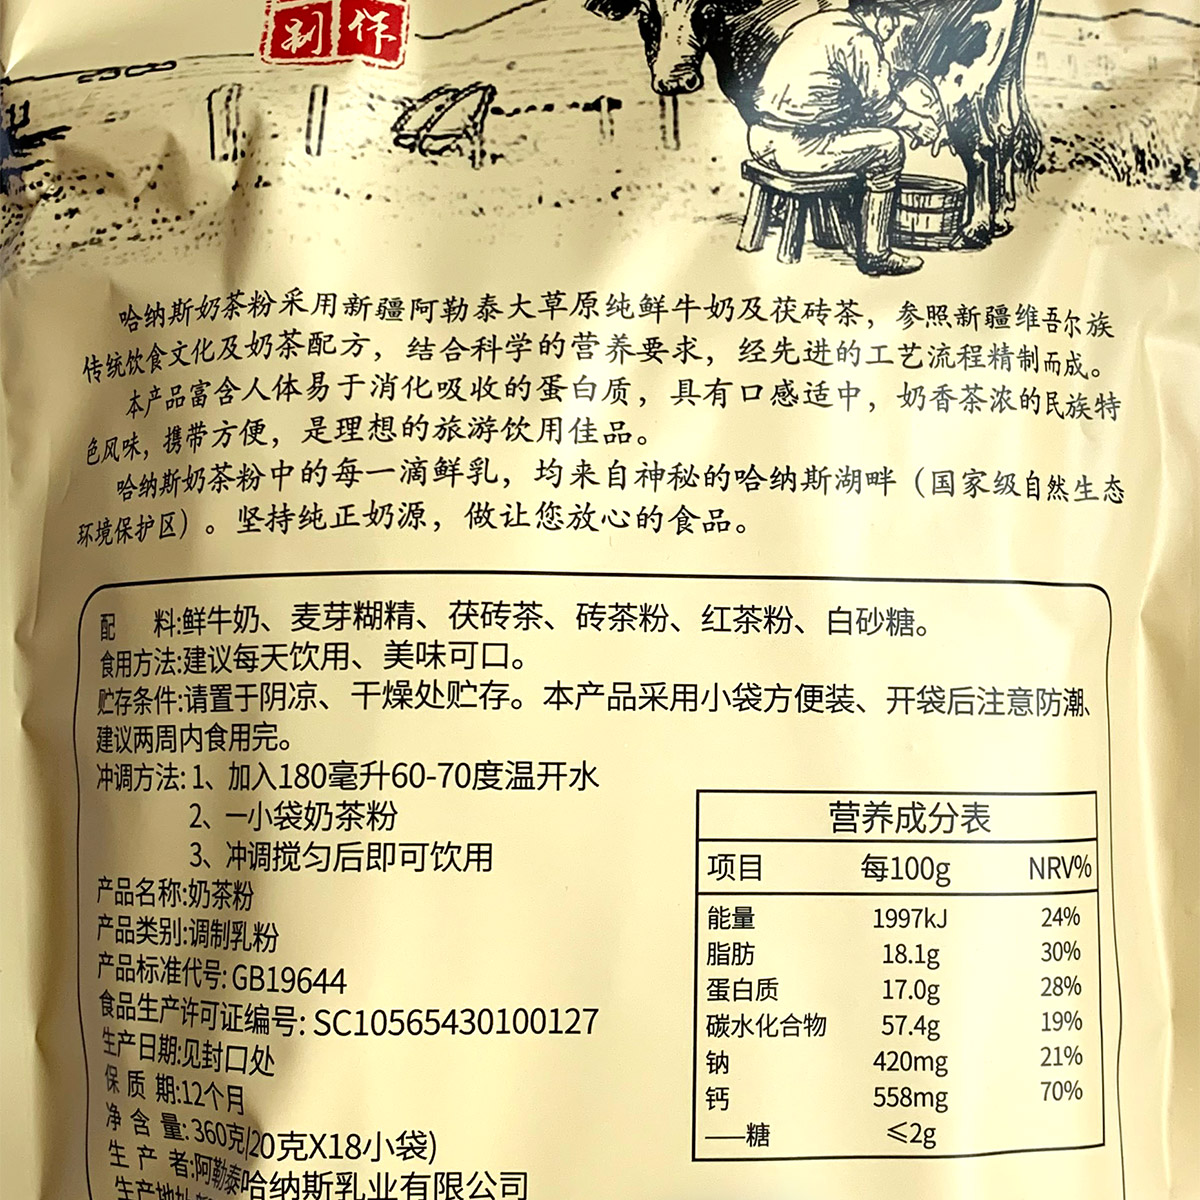 制作
哈纳斯奶茶粉采用新疆阿勒泰大草原纯鲜牛奶及茯砖茶，参照新疆维吾尔族
传统饮食文化及奶茶配方，结合科学的营养要求，经先进的工艺流程精制而成。
本产品富含人体易于消化吸收的蛋白质，具有口感适中，奶香茶浓的民族特
色风味，携带方便，是理想的旅游饮用佳品。
哈纳斯奶茶粉中的每一滴鲜乳，均来自神秘的哈纳斯湖畔（国家级自然生态
环境保护区）。坚持纯正奶源，做让您放心的食品。
配 料:鲜牛奶、麦芽糊精、茯砖茶、砖茶粉、红茶粉、白砂糖。
食用方法:建议每天饮用、美味可口。
贮存条件:请置于阴凉、干燥处贮存。本产品采用小袋方便装、开袋后注意防潮、
建议两周内食用完。
冲调方法: 1、加入180毫升60-70度温开水
2、一小袋奶茶粉
3、冲调搅匀后即可饮用
产品名称:奶茶粉
产品类别:调制乳粉
产品标准代号: GB19644
食品生产许可证编号: SC10565430100127
生产日期:见封口处
保 质 期:12个月
净 含 量: 360克(20克X18小袋)
生 产 者:阿勒泰哈纳斯乳业有限公司
生产地址
营养成分表
项目 每100g NRV%
能量 1997kJ 24%
脂肪 18.1g 30%
蛋白质 17.0g 28%
碳水化合物 57.4g 19%
钠 420mg 21%
钙 558mg 70%
——糖 ≤2g